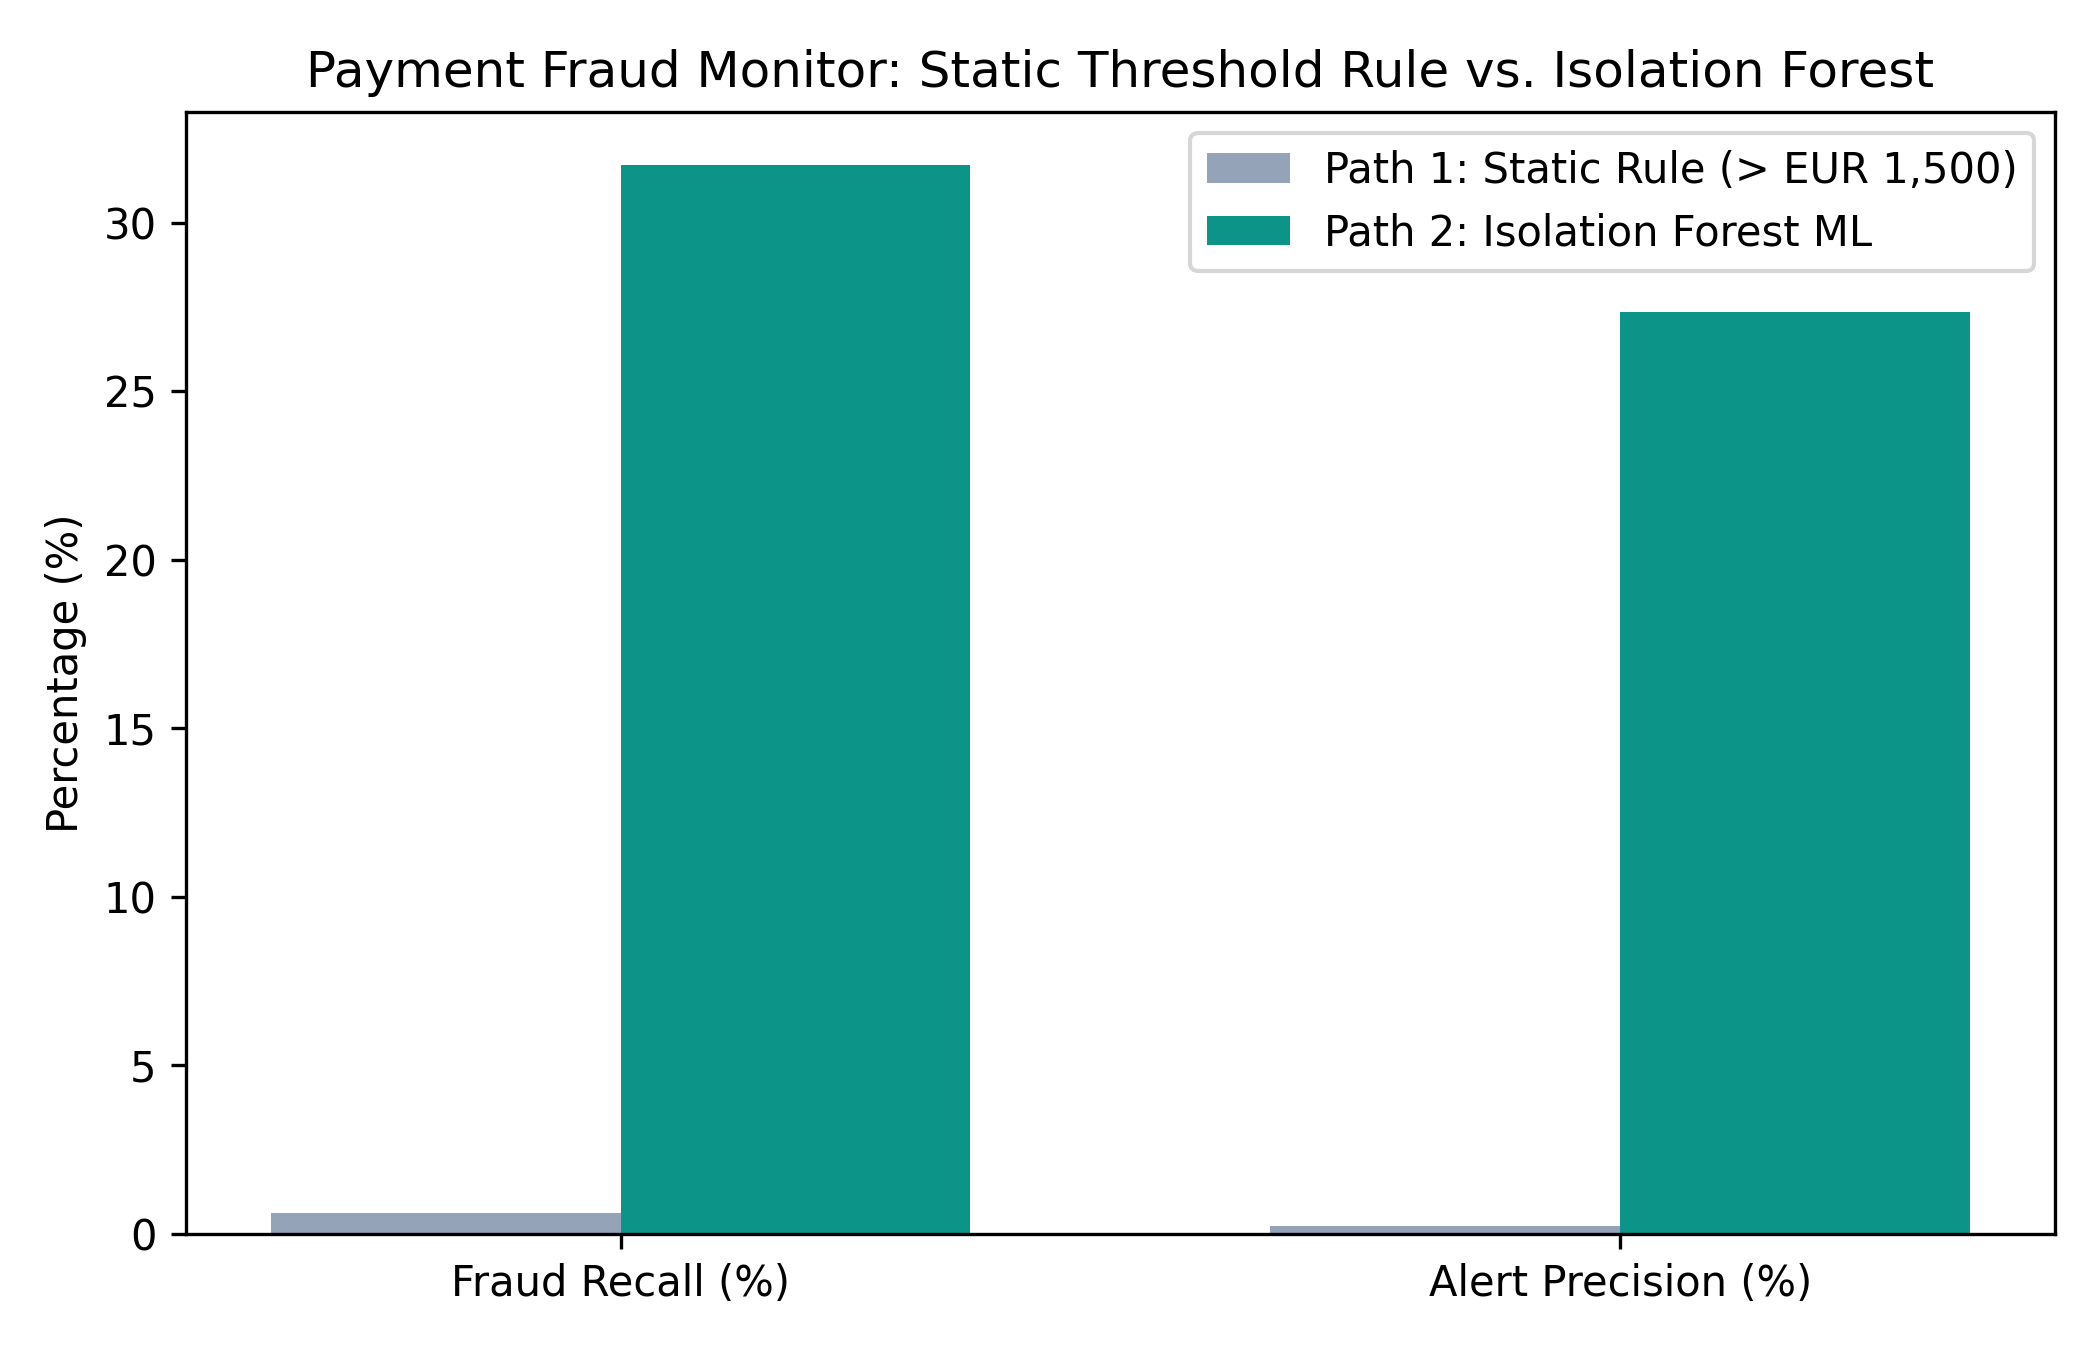 Payment Fraud Monitor: Static Threshold Rule vs. Isolation Forest
Path 1: Static Rule (> EUR 1,500)
Path 2: Isolation Forest ML
Percentage (%)
30
25
20
15
10
5
0
Fraud Recall (%)
Alert Precision (%)